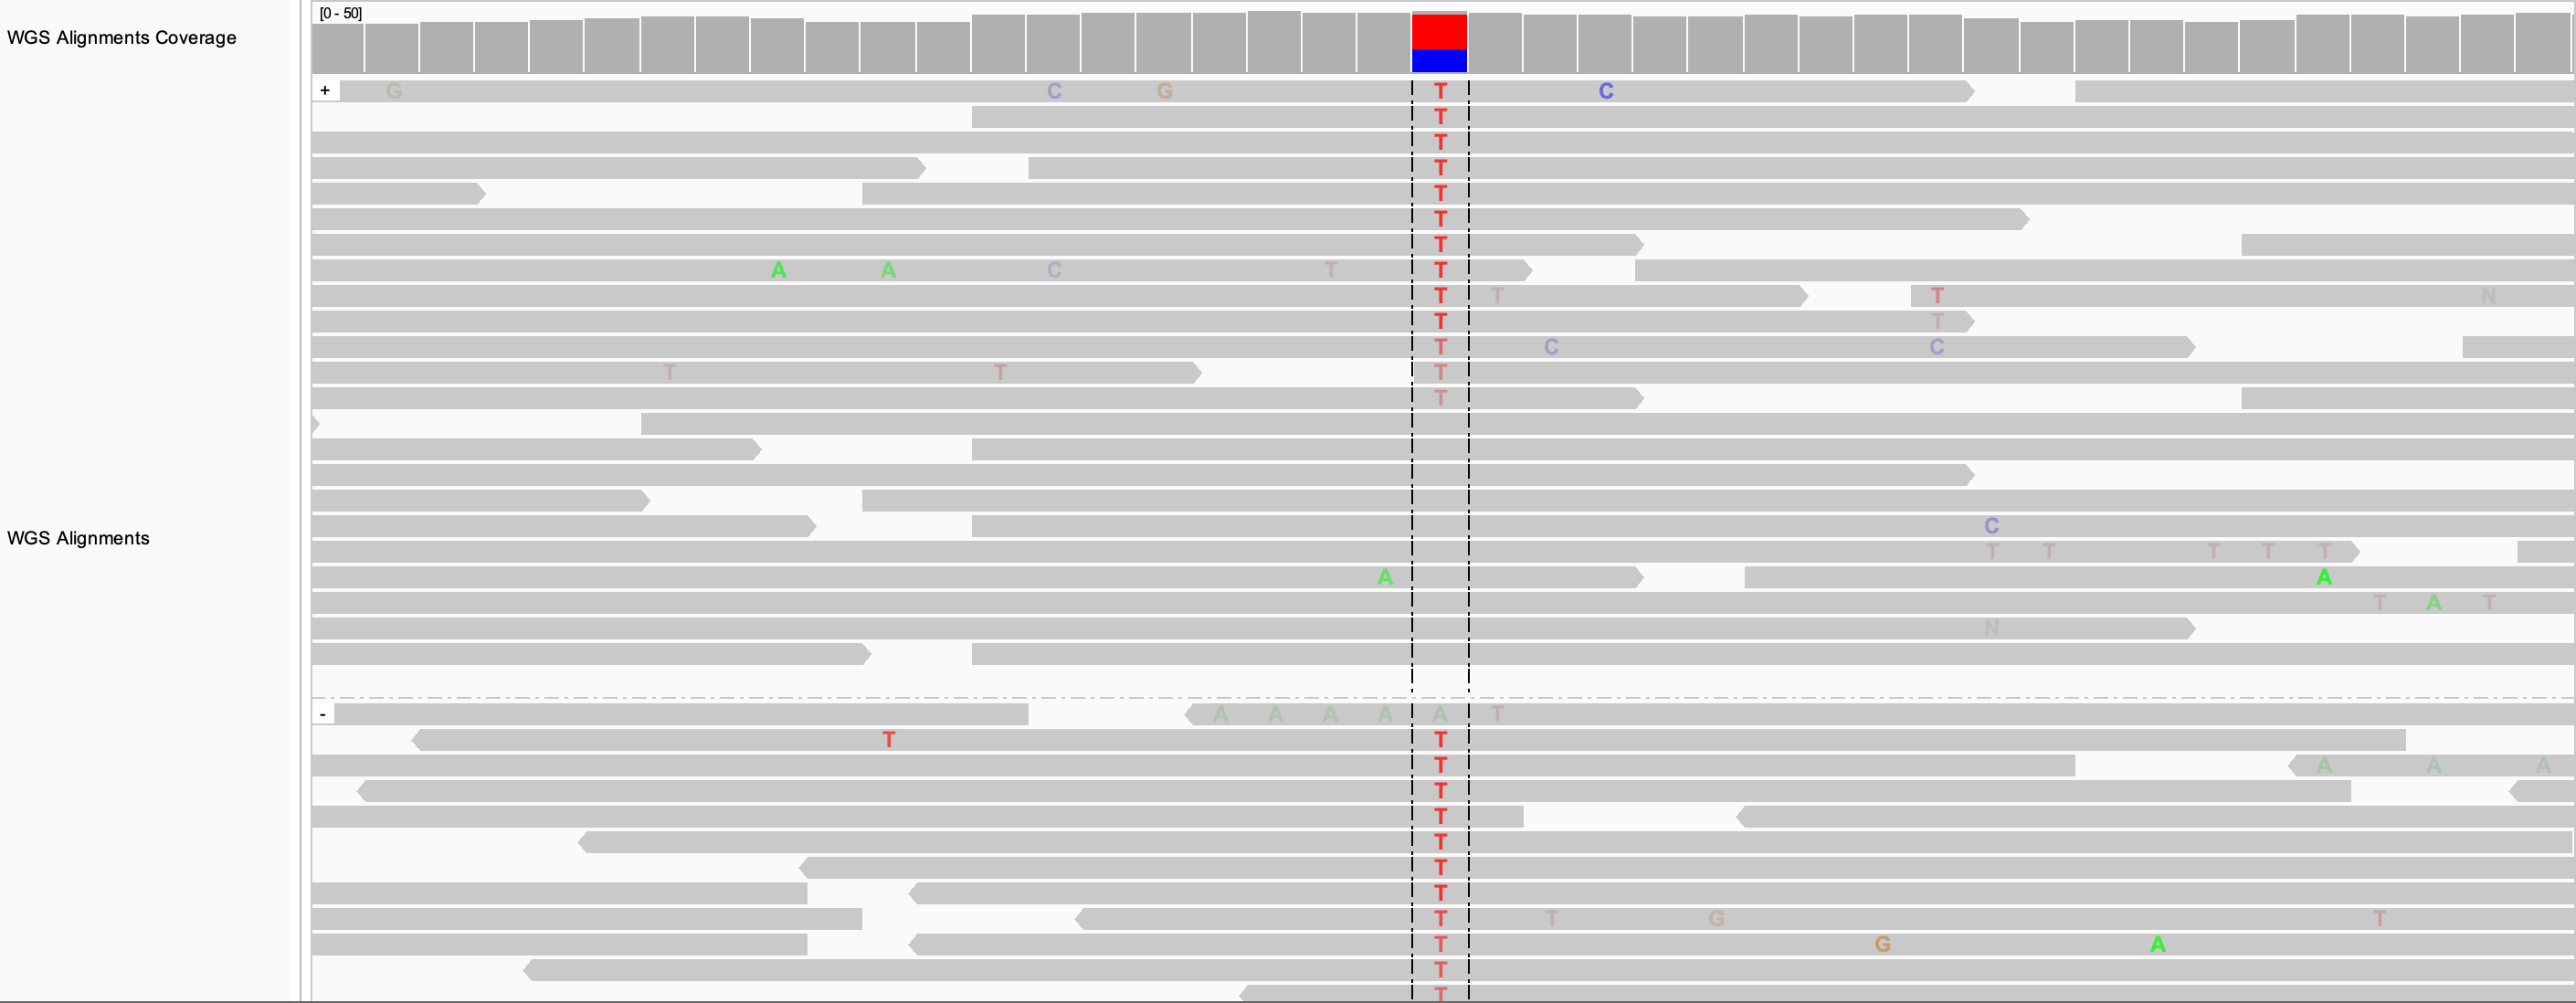 [0 - 50]
WGS Alignments Coverage
+ G C G T C
T
T
T
T
T
T
A A C T T
T T T N
T T
T C C
T T T
T
C
WGS Alignments
T T T T T
A A
T A T
N
- A A A A A T
T T
T A A A
T
T
T
T
T
T T G T
T G A
T
T